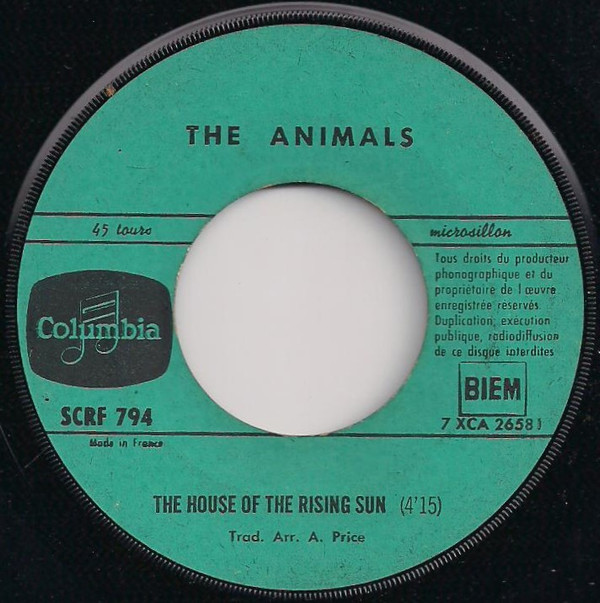 THE ANIMALS
45 tours
microsillon
Tous droits du producteur
phonographique et du
propriétaire de l œuvre
enregistrée réservés
Duplication, exécution
publique, radiodiffusion
de ce disque interdites
Columbia
BIEM
SCRF 794
7 XCA 26581
Made in France
THE HOUSE OF THE RISING SUN (4'15)
Trad. Arr. A. Price